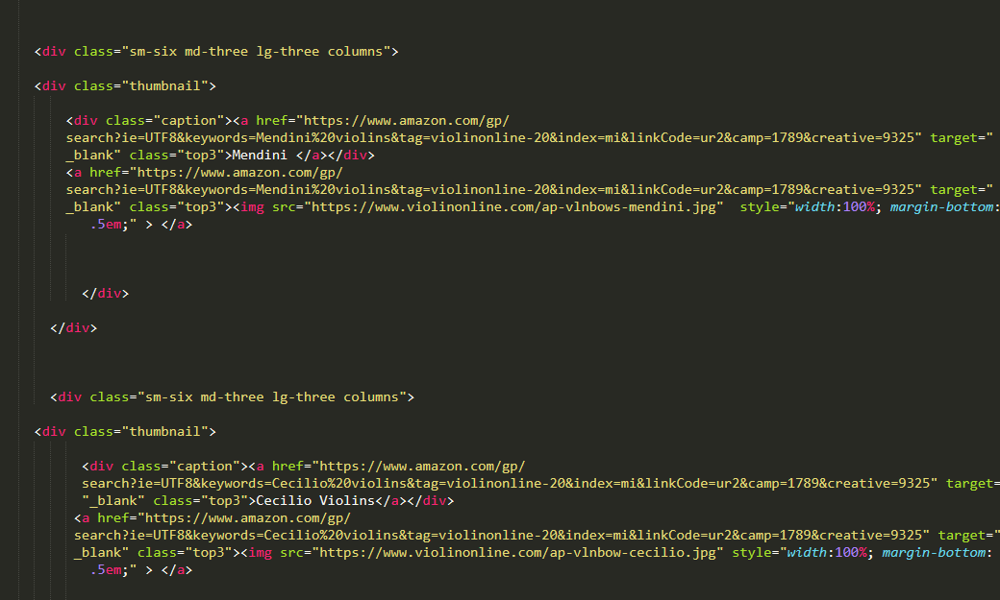 <div class="sm-six md-three lg-three columns">
<div class="thumbnail">
<div class="caption"><a href="https://www.amazon.com/gp/
search?ie=UTF8&keywords=Mendini%20violins&tag=violinonline-20&index=mi&linkCode=ur2&camp=1789&creative=9325" target="
_blank" class="top3">Mendini </a></div>
<a href="https://www.amazon.com/gp/
search?ie=UTF8&keywords=Mendini%20violins&tag=violinonline-20&index=mi&linkCode=ur2&camp=1789&creative=9325" target="
_blank" class="top3"><img src="https://www.violinonline.com/ap-vlnbows-mendini.jpg"  style="width:100%; margin-bottom:
.5em;" > </a>
</div>
</div>
<div class="sm-six md-three lg-three columns">
<div class="thumbnail">
<div class="caption"><a href="https://www.amazon.com/gp/
search?ie=UTF8&keywords=Cecilio%20violins&tag=violinonline-20&index=mi&linkCode=ur2&camp=1789&creative=9325" target=
"_blank" class="top3">Cecilio Violins</a></div>
<a href="https://www.amazon.com/gp/
search?ie=UTF8&keywords=Cecilio%20violins&tag=violinonline-20&index=mi&linkCode=ur2&camp=1789&creative=9325" target="
_blank" class="top3"><img src="https://www.violinonline.com/ap-vlnbow-cecilio.jpg" style="width:100%; margin-bottom:
.5em;" > </a>